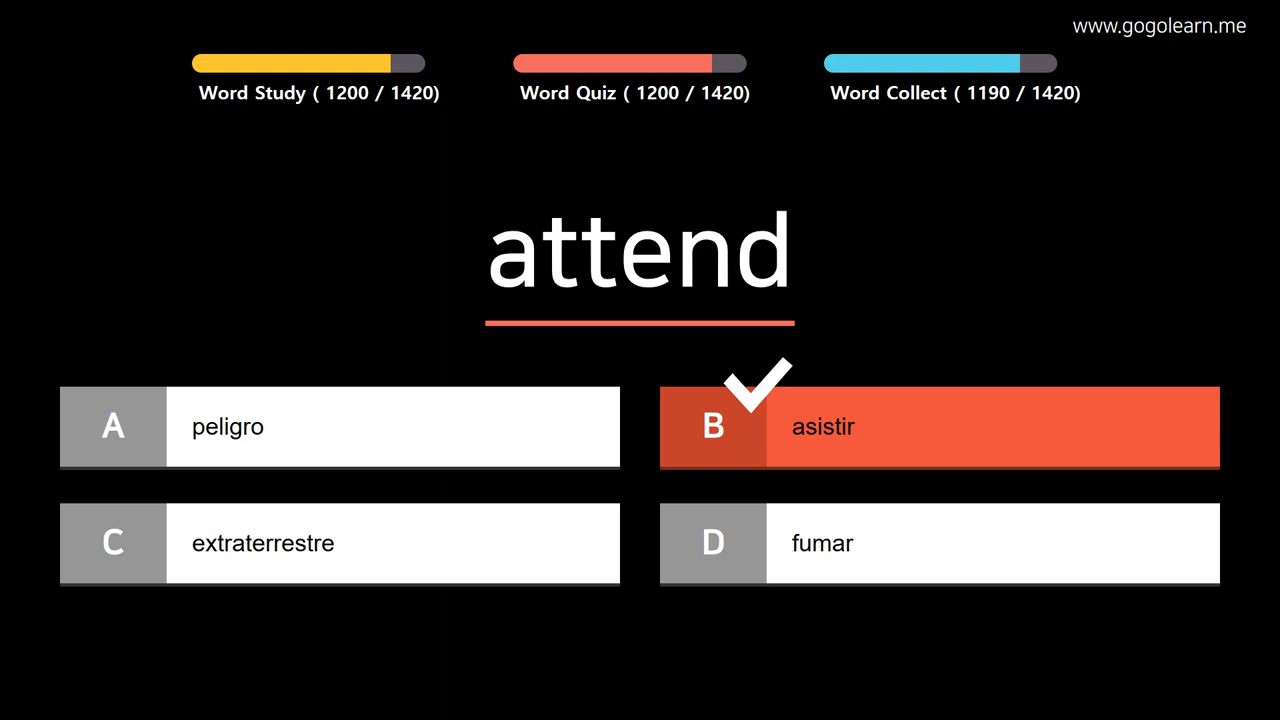 www.gogolearn.me
Word Study ( 1200 / 1420)
Word Quiz ( 1200 / 1420)
Word Collect ( 1190 / 1420)
attend
A
peligro
B
asistir
C
extraterrestre
D
fumar